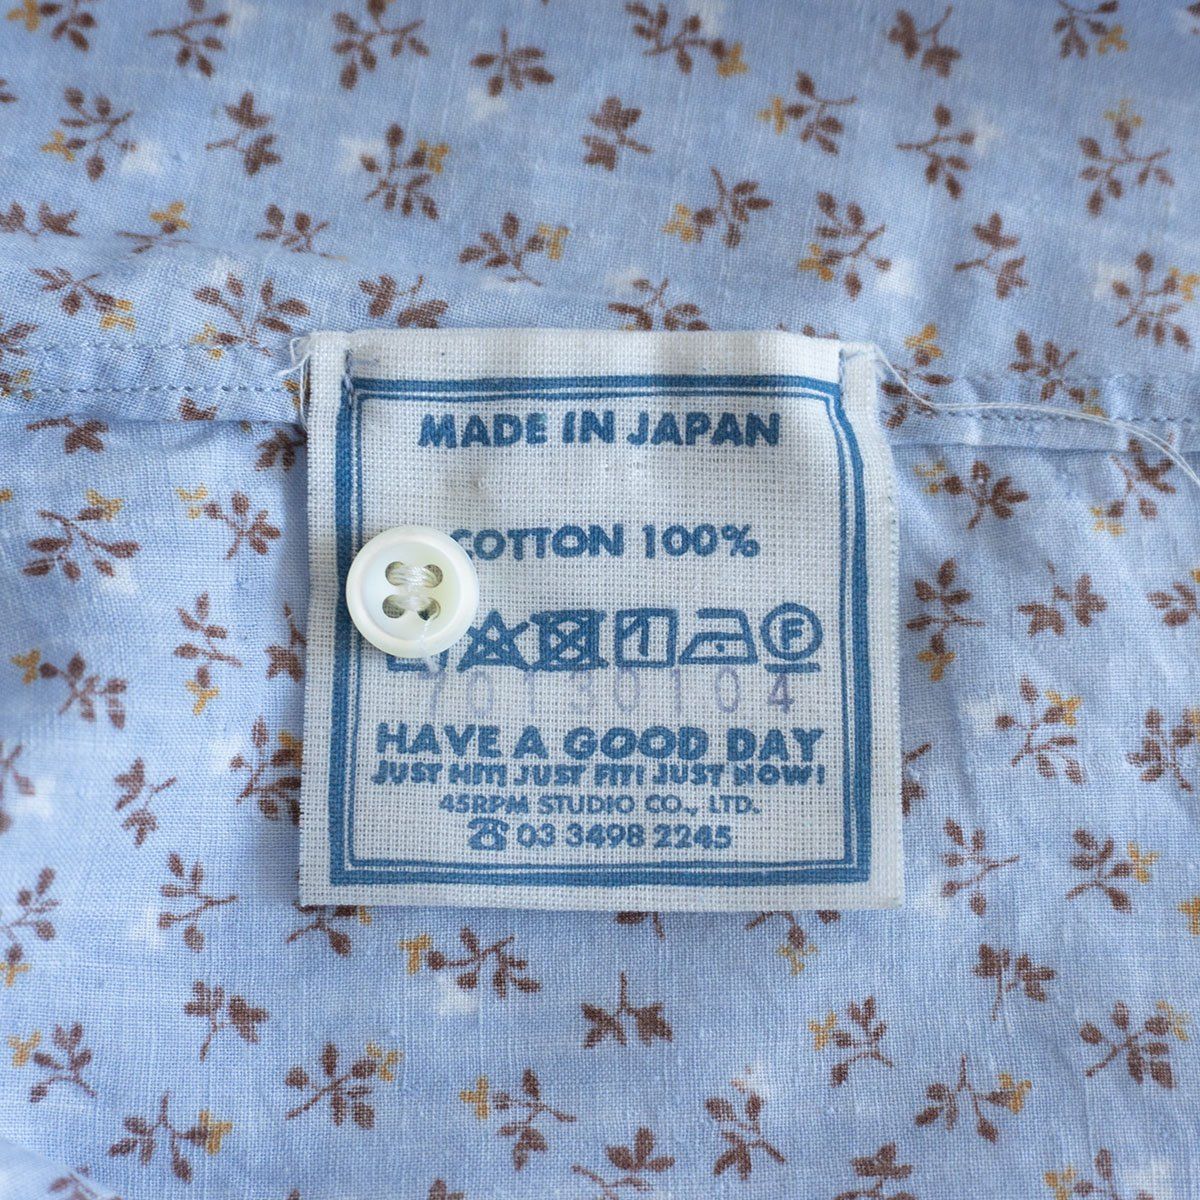 MADE IN JAPAN
COTTON 100%
1 F
70130104
HAVE A GOOD DAY
JUST HIT! JUST FIT! JUST NOW!
45RPM STUDIO CO., LTD.
☎ 03 3498 2245